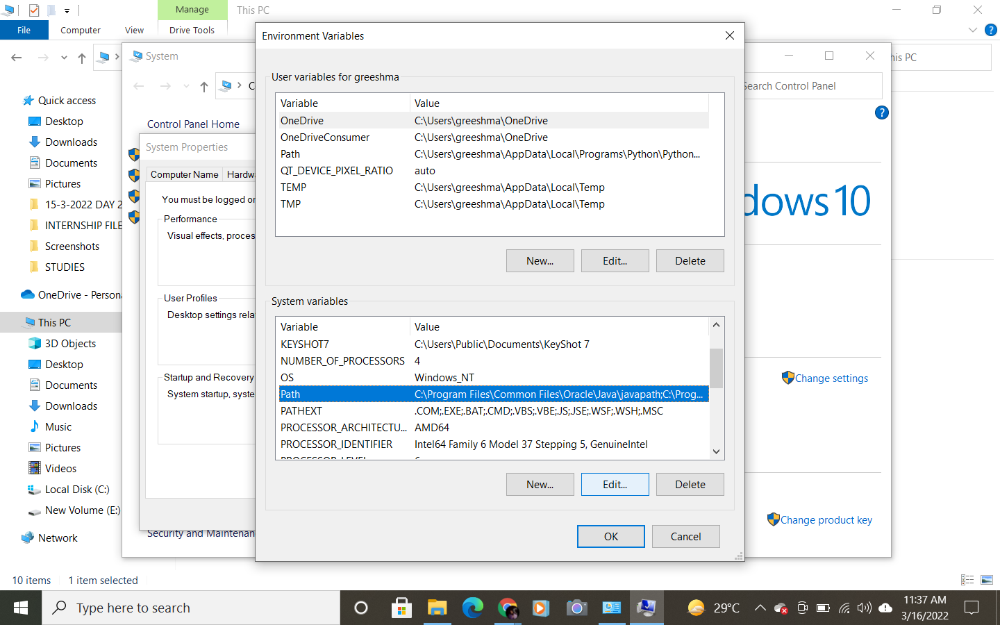 Manage
This PC
File
Computer
View
Drive Tools
Environment Variables
System
his PC
User variables for greeshma
Search Control Panel
Variable Value
OneDrive C:\Users\greeshma\OneDrive
OneDriveConsumer C:\Users\greeshma\OneDrive
Path C:\Users\greeshma\AppData\Local\Programs\Python\Python...
QT_DEVICE_PIXEL_RATIO auto
TEMP C:\Users\greeshma\AppData\Local\Temp
TMP C:\Users\greeshma\AppData\Local\Temp
New...
Edit...
Delete
System variables
Variable Value
KEYSHOT7 C:\Users\Public\Documents\KeyShot 7
NUMBER_OF_PROCESSORS 4
OS Windows_NT
Path C:\Program Files\Common Files\Oracle\Java\javapath;C:\Prog...
PATHEXT .COM;.EXE;.BAT;.CMD;.VBS;.VBE;.JS;.JSE;.WSF;.WSH;.MSC
PROCESSOR_ARCHITECTU... AMD64
PROCESSOR_IDENTIFIER Intel64 Family 6 Model 37 Stepping 5, GenuineIntel
New...
Edit...
Delete
OK
Cancel
Control Panel Home
System Properties
Computer Name
Hardw
You must be logged or
Performance
Visual effects, proces
User Profiles
Desktop settings rela
Startup and Recovery
System startup, syste
Security and Maintenan
dows 10
Change settings
Change product key
Quick access
Desktop
Downloads
Documents
Pictures
15-3-2022 DAY 2
INTERNSHIP FILE
Screenshots
STUDIES
OneDrive - Persona
This PC
3D Objects
Desktop
Documents
Downloads
Music
Pictures
Videos
Local Disk (C:)
New Volume (E:)
Network
10 items
1 item selected
Type here to search
29°C
11:37 AM
3/16/2022